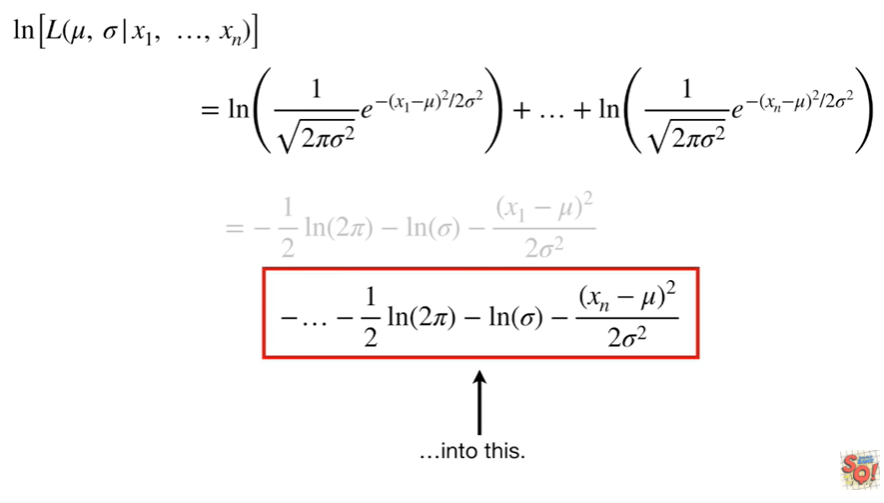 ln[L(μ, σ|x₁, …, xₙ)]
= ln(1/√(2πσ²) e^(−(x₁−μ)²/2σ²)) + … + ln(1/√(2πσ²) e^(−(xₙ−μ)²/2σ²))
= − 1/2 ln(2π) − ln(σ) − (x₁ − μ)²/2σ²
−… − 1/2 ln(2π) − ln(σ) − (xₙ − μ)²/2σ²
…into this.
SO!